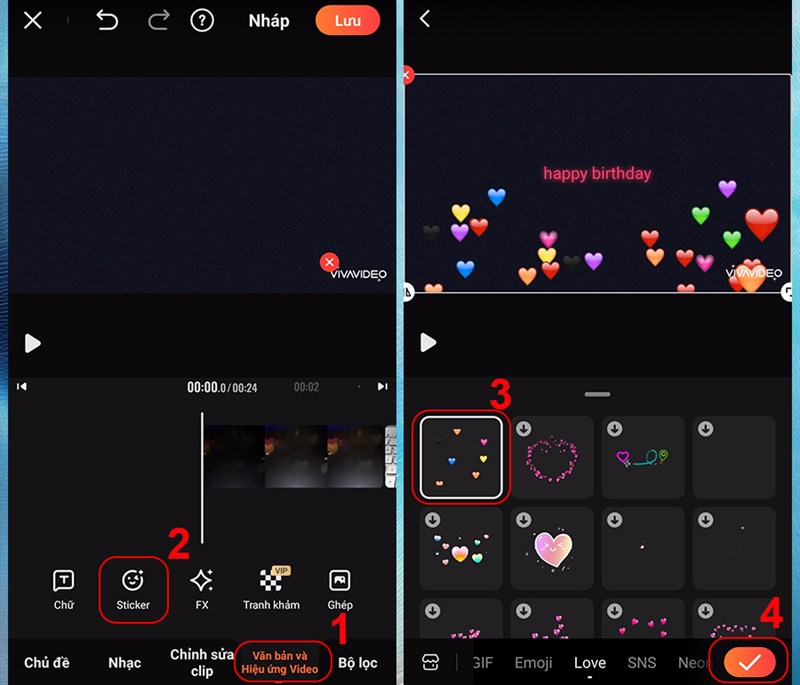 Nháp
Lưu
VIVAVIDEO
00:00.0 / 00:24
00:02
2
Chữ
Sticker
FX
VIP
Tranh khảm
Ghép
1
Chủ đề
Nhạc
Chỉnh sửa
clip
Văn bản và
Hiệu ứng Video
Bộ lọc
happy birthday
VIVAVIDEO
3
4
GIF
Emoji
Love
SNS
Neon